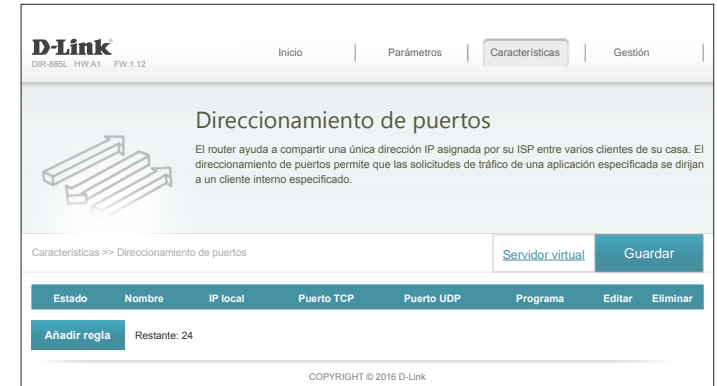 D-Link
DIR-885L HW:A1 FW:1.12
Inicio
Parámetros
Características
Gestión
Direccionamiento de puertos
El router ayuda a compartir una única dirección IP asignada por su ISP entre varios clientes de su casa. El
direccionamiento de puertos permite que las solicitudes de tráfico de una aplicación especificada se dirijan
a un cliente interno especificado.
Características >> Direccionamiento de puertos
Servidor virtual
Guardar
Estado Nombre IP local Puerto TCP Puerto UDP Programa Editar Eliminar
Añadir regla Restante: 24
COPYRIGHT © 2016 D-Link